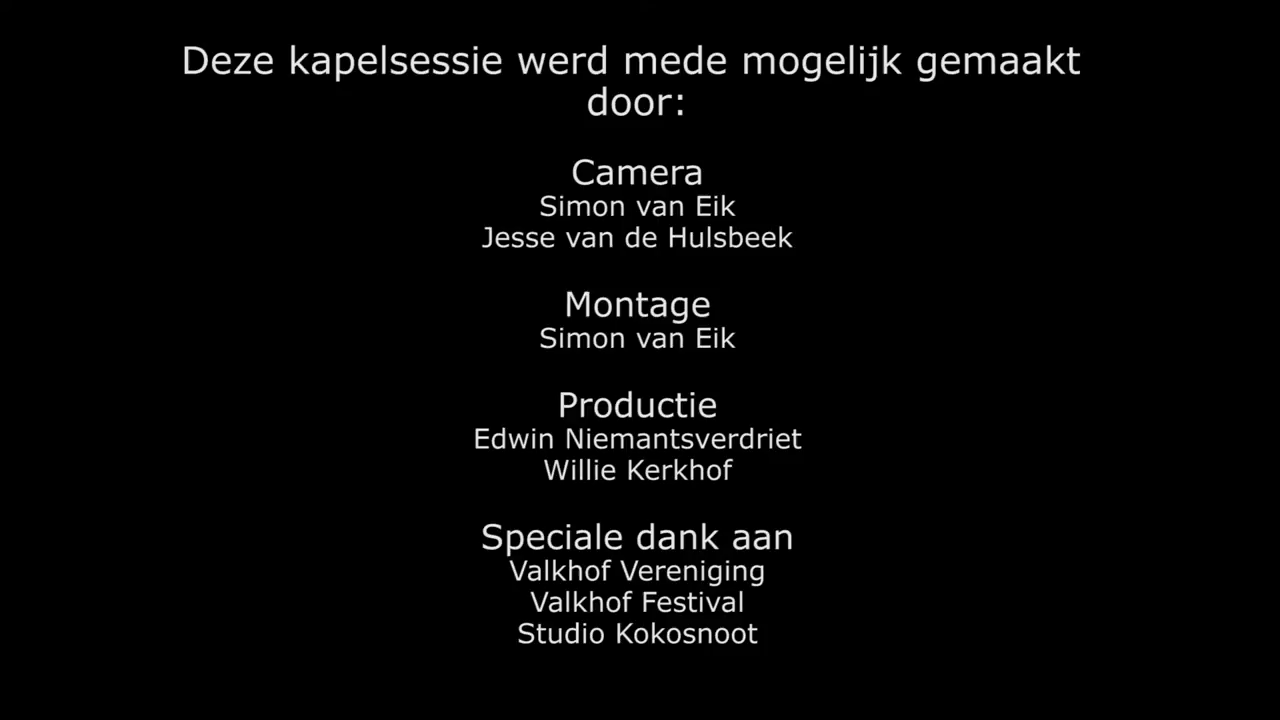 Deze kapelsessie werd mede mogelijk gemaakt
door:
Camera
Simon van Eik
Jesse van de Hulsbeek
Montage
Simon van Eik
Productie
Edwin Niemantsverdriet
Willie Kerkhof
Speciale dank aan
Valkhof Vereniging
Valkhof Festival
Studio Kokosnoot